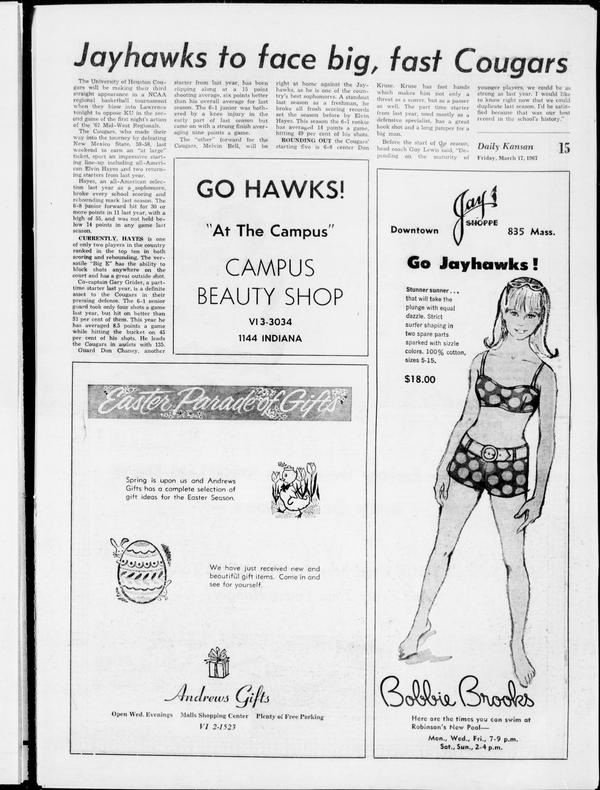 Jayhawks to face big, fast Cougars
The University of Houston Cou-
gars will be making their third
straight appearance in a NCAA
regional basketball tournament
when they blow into Lawrence
tonight to oppose KU in the sec-
ond game of the first night's action
of the '67 Mid-West Regionals.
The Cougars, who made their
way into the tourney by defeating
New Mexico State, 59-58, last
weekend to earn an "at large"
ticket, sport an impressive start-
ing line-up including all-Ameri-
can Elvin Hayes and two return-
ing starters from last year.
Hayes, an all-American selec-
tion last year as a sophomore,
broke every school scoring and
rebounding mark last season. The
6-8 junior forward hit for 30 or
more points in 11 last year, with a
high of 55, and was not held be-
low 14 points in any game last
season.
CURRENTLY, HAYES is one
of only two players in the country
ranked in the top ten in both
scoring and rebounding. The ver-
satile "Big E" has the ability to
block shots anywhere on the
court and has a great outside shot.
Co-captain Gary Grider, a part-
time starter last year, is a definite
asset to the Cougars in their
pressing defense. The 6-1 senior
guard took only four shots a game
last year, but hit on better than
51 per cent of them. This year he
has averaged 8.5 points a game
while hitting the bucket on 45
per cent of his shots. He leads
the Cougars in assists with 135.
Guard Don Chaney, another
starter from last year, has been
clipping along at a 15 point
shooting average, six points better
than his overall average for last
season. The 6-1 junior was both-
ered by a knee injury in the
early part of last season but
came on with a strong finish aver-
aging nine points a game.
The "other" forward for the
Cougars, Melvin Bell, will be
right at home against the Jay-
hawks, as he is one of the coun-
try's best sophomores. A standout
last season as a freshman, he
broke all frosh scoring records
set the season before by Elvin
Hayes. This season the 6-1 rookie
has averaged 14 points a game,
hitting 49 per cent of his shots.
ROUNDING OUT the Cougars'
starting five is 6-8 center Don
Kruse. Kruse has fast hands
which makes him not only a
threat as a scorer, but as a passer
as well. The part time starter
from last year, used mostly as a
defensive specialist, has a great
hook shot and a long jumper for a
big man.
Before the start of the season,
head coach Guy Lewis said, "De-
pending on the maturity of
younger players, we could be as
strong as last year. I would like
to know right now that we could
duplicate last season. I'd be satis-
fied because that was our best
record in the school's history."
Daily Kansan
Friday, March 17, 1967
15
GO HAWKS!
"At The Campus"
CAMPUS
BEAUTY SHOP
VI 3-3034
1144 INDIANA
Jay
SHOPPE
Downtown
835 Mass.
Go Jayhawks!
Stunner sunner . . .
that will take the
plunge with equal
dazzle. Strict
surfer shaping in
two spare parts
sparked with sizzle
colors. 100% cotton,
sizes 5-15.
$18.00
Bobbie Brooks
Here are the times you can swim at
Robinson's New Pool—
Mon., Wed., Fri., 7-9 p.m.
Sat., Sun., 2-4 p.m.
Easter Parade of Gifts
Spring is upon us and Andrews
Gifts has a complete selection of
gift ideas for the Easter Season.
We have just received new and
beautiful gift items. Come in and
see for yourself.
Andrews Gifts
Open Wed. Evenings Malls Shopping Center Plenty of Free Parking
VI 2-1523